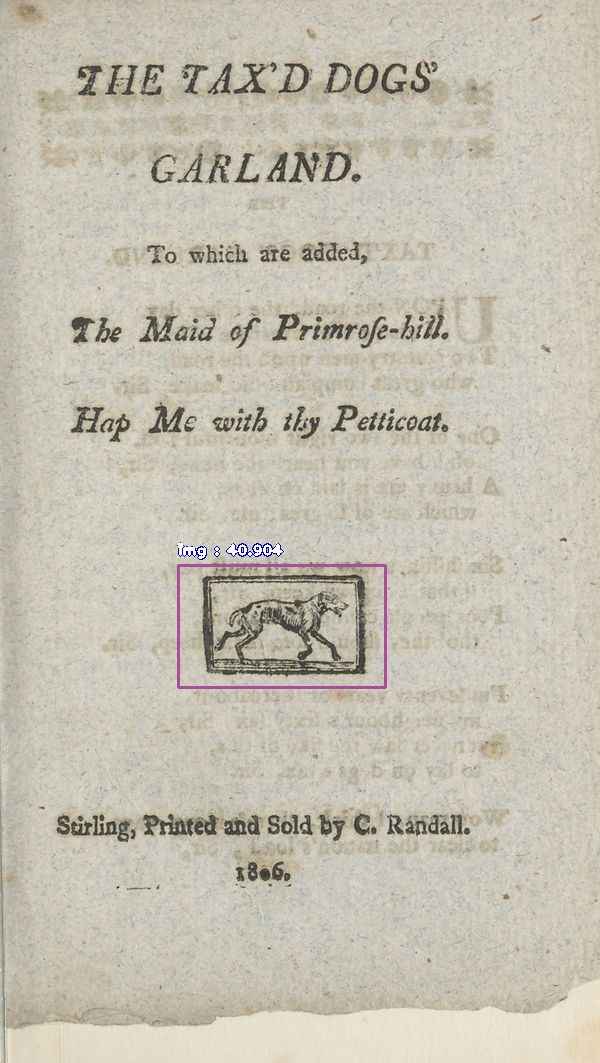 THE TAX'D DOGS'
GARLAND.
To which are added,
The Maid of Primroſe-hill.
Hap Me with thy Petticoat.
img : 40.904
Stirling, Printed and Sold by C. Randall.
1806.